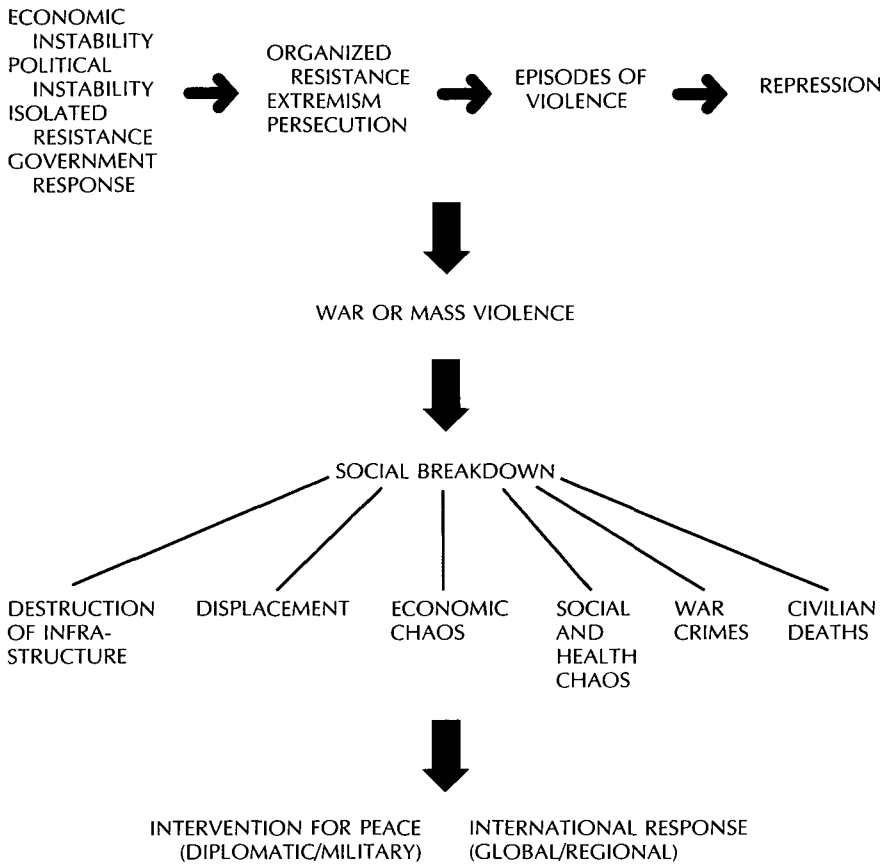 ECONOMIC
INSTABILITY
POLITICAL
INSTABILITY
ISOLATED
RESISTANCE
GOVERNMENT
RESPONSE
ORGANIZED
RESISTANCE
EXTREMISM
PERSECUTION
EPISODES OF
VIOLENCE
REPRESSION
WAR OR MASS VIOLENCE
SOCIAL BREAKDOWN
DESTRUCTION
OF INFRA-
STRUCTURE
DISPLACEMENT
ECONOMIC
CHAOS
SOCIAL
AND
HEALTH
CHAOS
WAR
CRIMES
CIVILIAN
DEATHS
INTERVENTION FOR PEACE
(DIPLOMATIC/MILITARY)
INTERNATIONAL RESPONSE
(GLOBAL/REGIONAL)